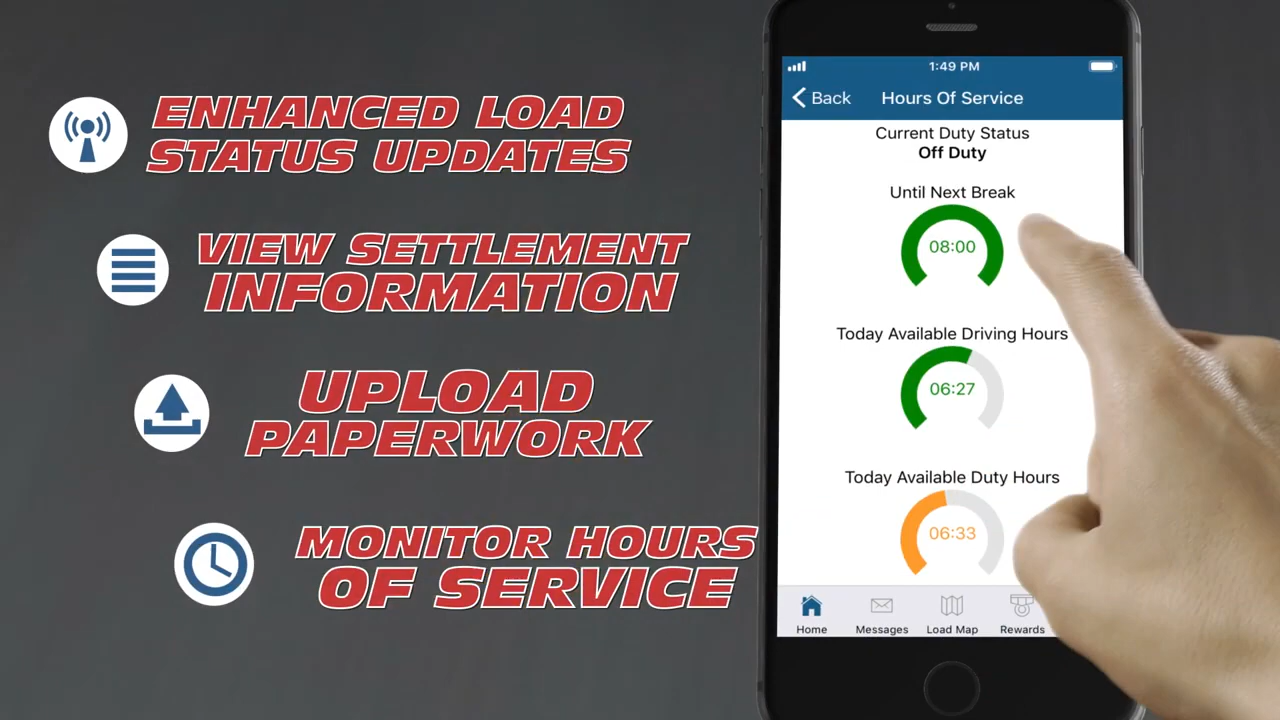 ENHANCED LOAD
STATUS UPDATES
VIEW SETTLEMENT
INFORMATION
UPLOAD
PAPERWORK
MONITOR HOURS
OF SERVICE
1:49 PM
Back
Hours Of Service
Current Duty Status
Off Duty
Until Next Break
08:00
Today Available Driving Hours
06:27
Today Available Duty Hours
06:33
Home
Messages
Load Map
Rewards